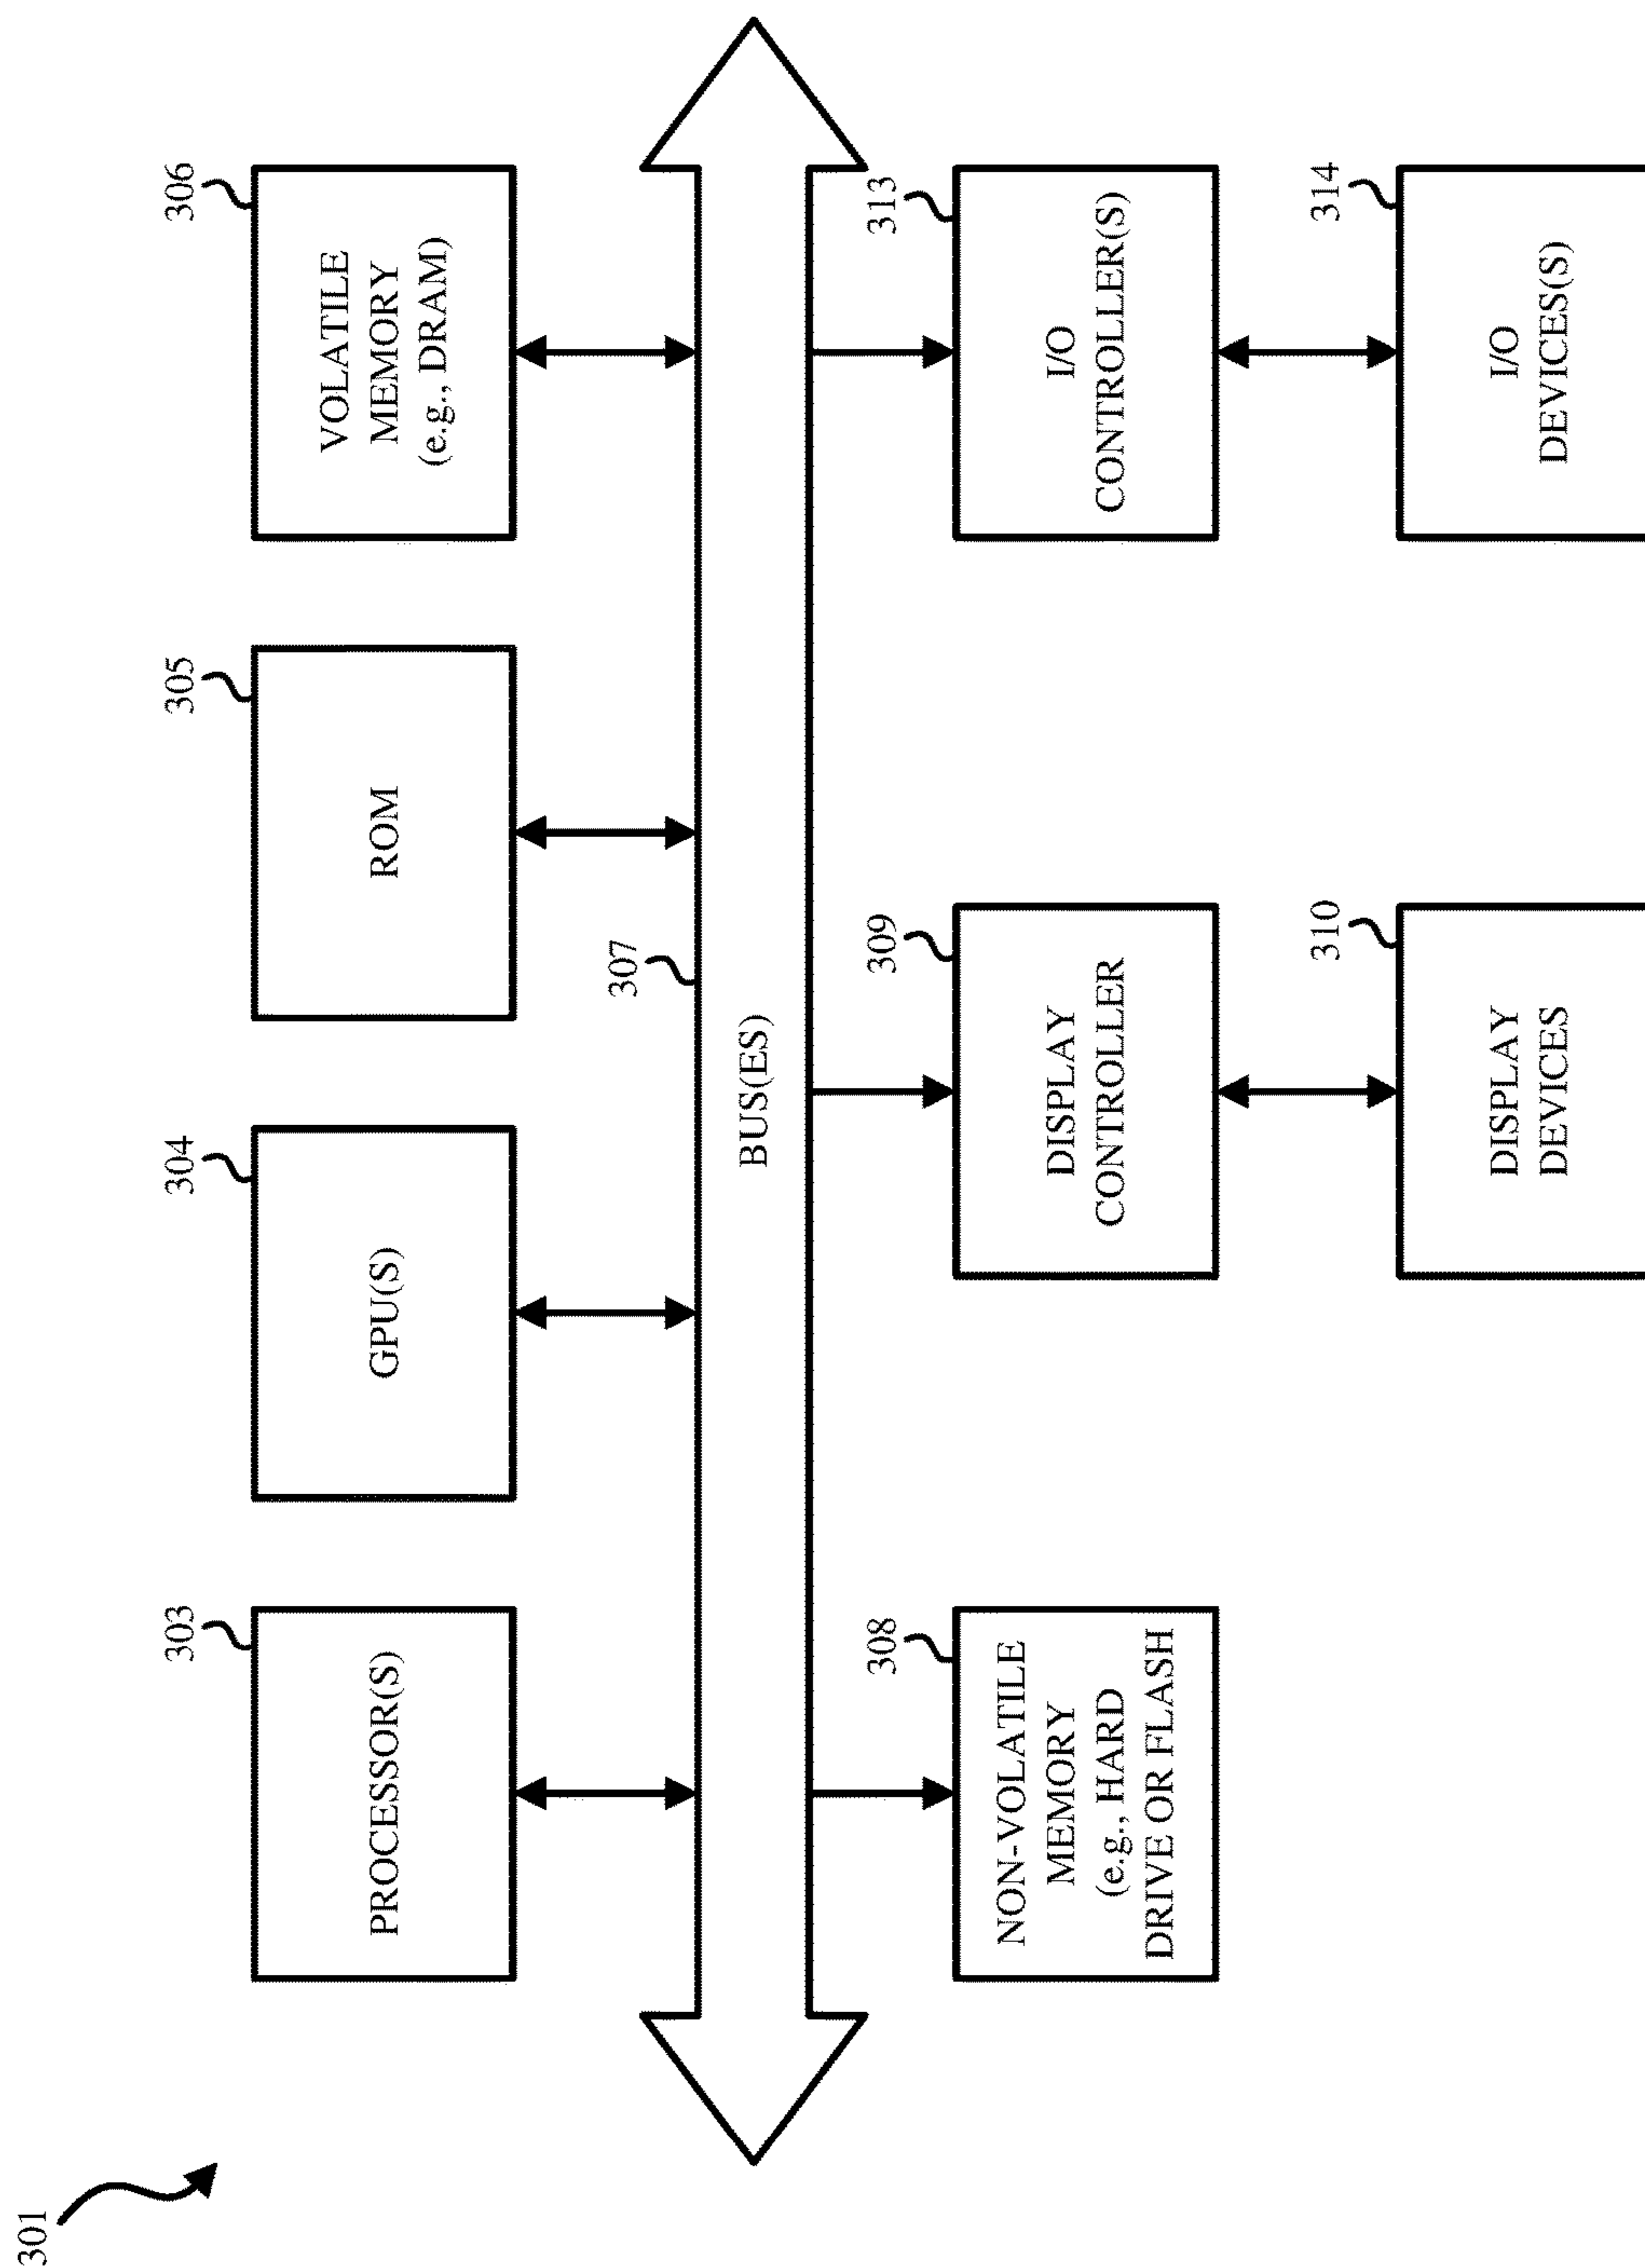 301
303
PROCESSOR(S)
304
GPU(S)
305
ROM
306
VOLATILE
MEMORY
(e.g., DRAM)
307
BUS(ES)
308
NON-VOLATILE
MEMORY
(e.g., HARD
DRIVE OR FLASH
309
DISPLAY
CONTROLLER
313
I/O
CONTROLLER(S)
310
DISPLAY
DEVICES
314
I/O
DEVICES(S)